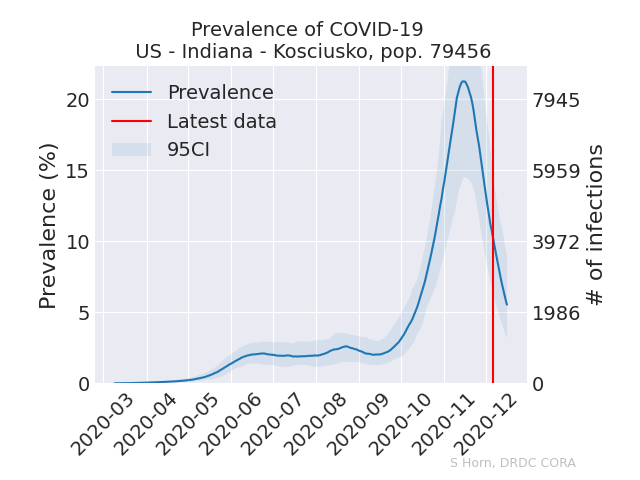 Prevalence of COVID-19
US - Indiana - Kosciusko, pop. 79456
Prevalence
Latest data
95CI
Prevalence (%)
20
15
10
5
0
7945
5959
3972
1986
0
# of infections
2020-03
2020-04
2020-05
2020-06
2020-07
2020-08
2020-09
2020-10
2020-11
2020-12
S Horn, DRDC CORA